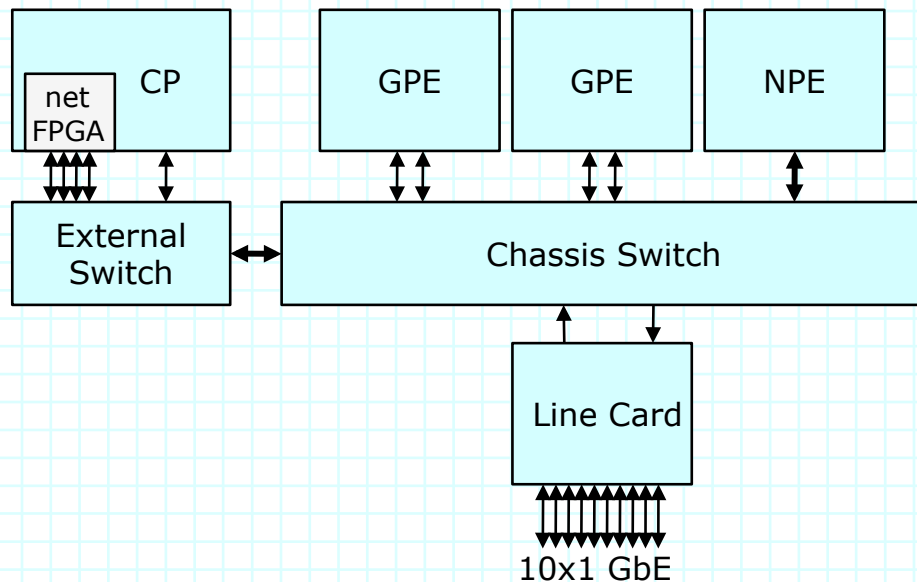 CP
net
FPGA
GPE
GPE
NPE
External
Switch
Chassis Switch
Line Card
10x1 GbE